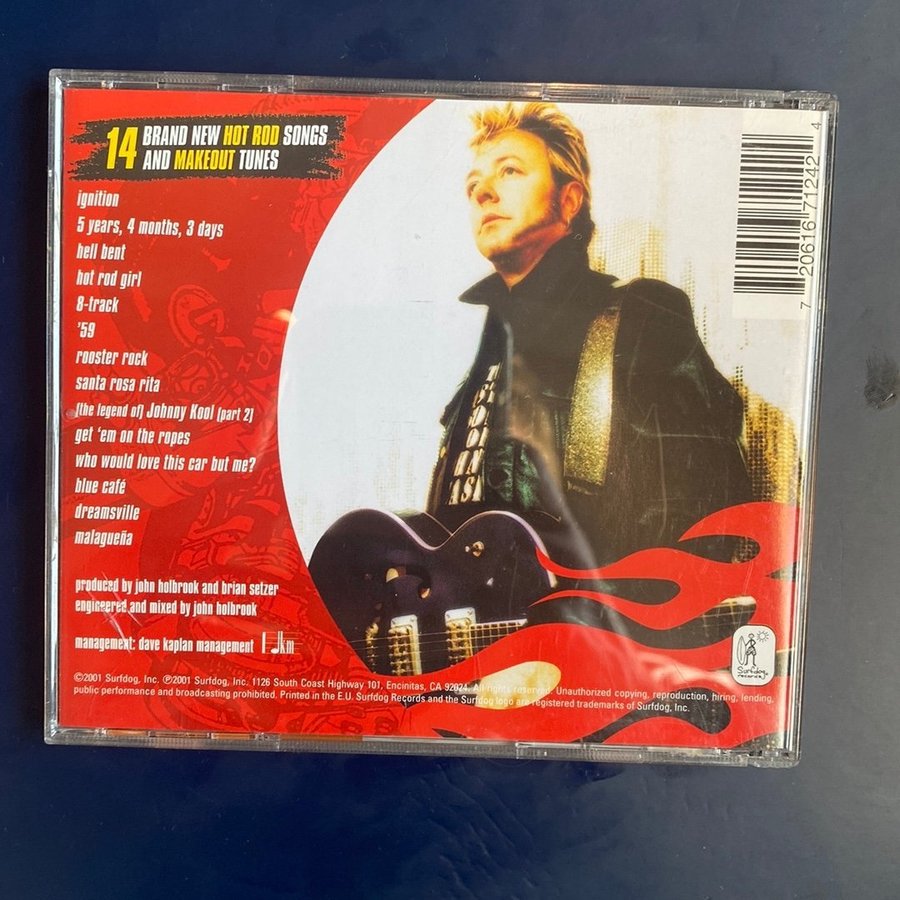 14 BRAND NEW HOT ROD SONGS
AND MAKEOUT TUNES
ignition
5 years, 4 months, 3 days
hell bent
hot rod girl
8-track
'59
rooster rock
santa rosa rita
[the legend of] Johnny Kool (part 2)
get 'em on the ropes
who would love this car but me?
blue café
dreamsville
malagueña
produced by john holbrook and brian setzer
engineered and mixed by john holbrook
management: dave kaplan management
©2001 Surfdog, Inc. ℗2001 Surfdog, Inc. 1126 South Coast Highway 101, Encinitas, CA 92024. All rights reserved. Unauthorized copying, reproduction, hiring, lending,
public performance and broadcasting prohibited. Printed in the E.U. Surfdog Records and the Surfdog logo are registered trademarks of Surfdog, Inc.
Surfdog
records
7 20616 71242 4